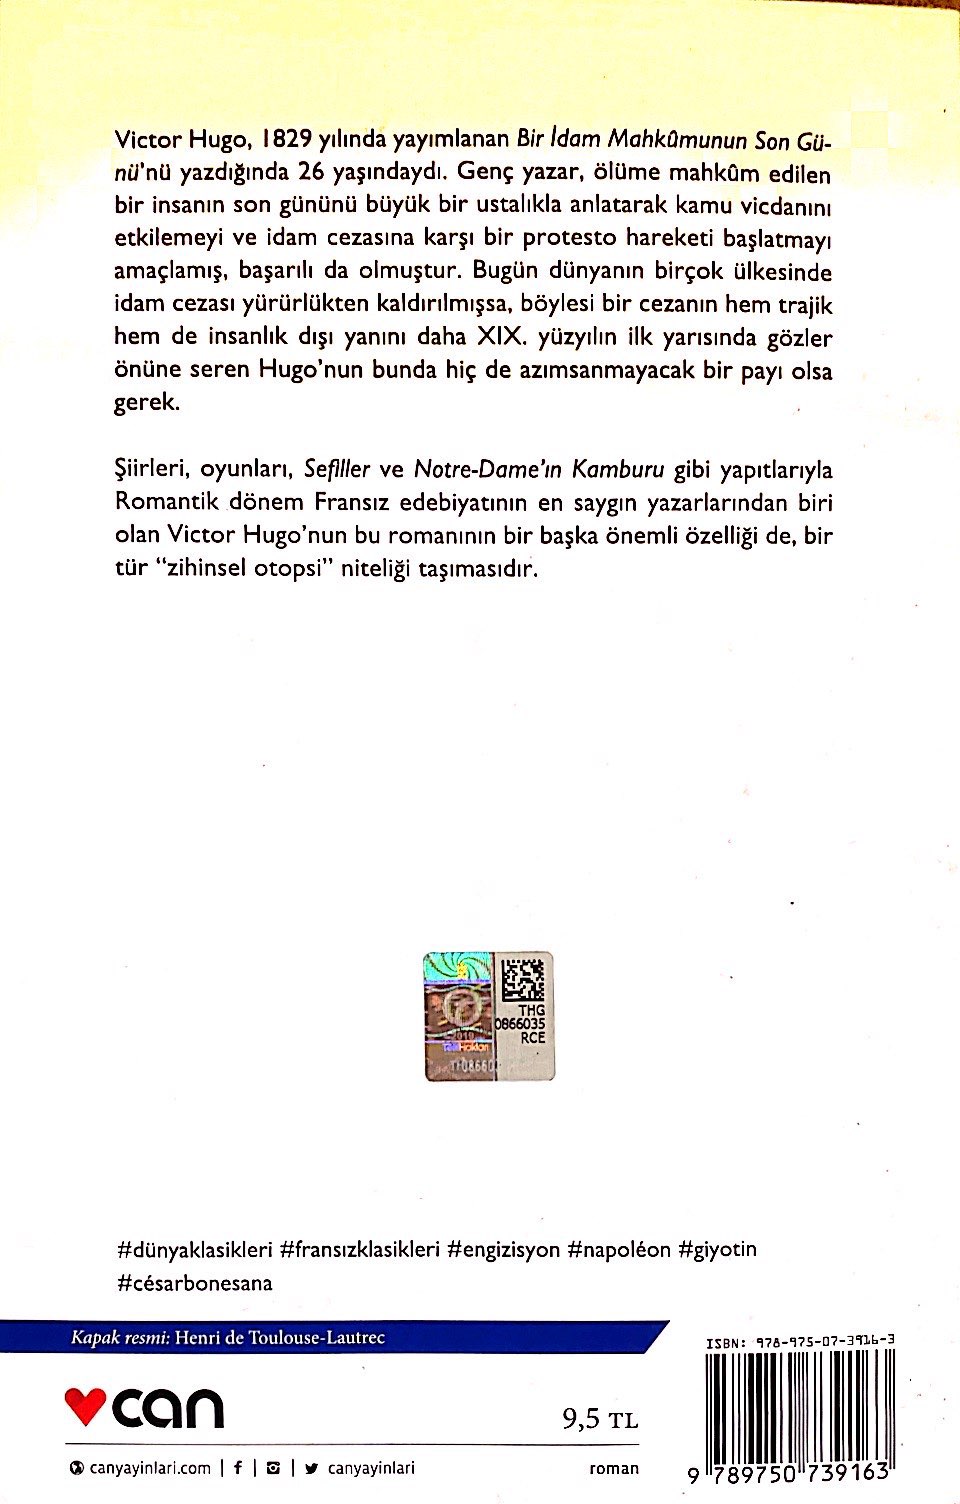 Victor Hugo, 1829 yılında yayımlanan Bir İdam Mahkûmunun Son Gü-
nü'nü yazdığında 26 yaşındaydı. Genç yazar, ölüme mahkûm edilen
bir insanın son gününü büyük bir ustalıkla anlatarak kamu vicdanını
etkilemeyi ve idam cezasına karşı bir protesto hareketi başlatmayı
amaçlamış, başarılı da olmuştur. Bugün dünyanın birçok ülkesinde
idam cezası yürürlükten kaldırılmışsa, böylesi bir cezanın hem trajik
hem de insanlık dışı yanını daha XIX. yüzyılın ilk yarısında gözler
önüne seren Hugo'nun bunda hiç de azımsanmayacak bir payı olsa
gerek.
Şiirleri, oyunları, Sefiller ve Notre-Dame'ın Kamburu gibi yapıtlarıyla
Romantik dönem Fransız edebiyatının en saygın yazarlarından biri
olan Victor Hugo'nun bu romanının bir başka önemli özelliği de, bir
tür "zihinsel otopsi" niteliği taşımasıdır.
THG
0866035
RCE
#dünyaklasikleri #fransızklasikleri #engizisyon #napoléon #giyotin
#césarbonesana
Kapak resmi: Henri de Toulouse-Lautrec
ISBN: 978-975-07-3916-3
can
9,5 TL
canyayinlari.com | f | | canyayinlari
roman
9 789750 739163